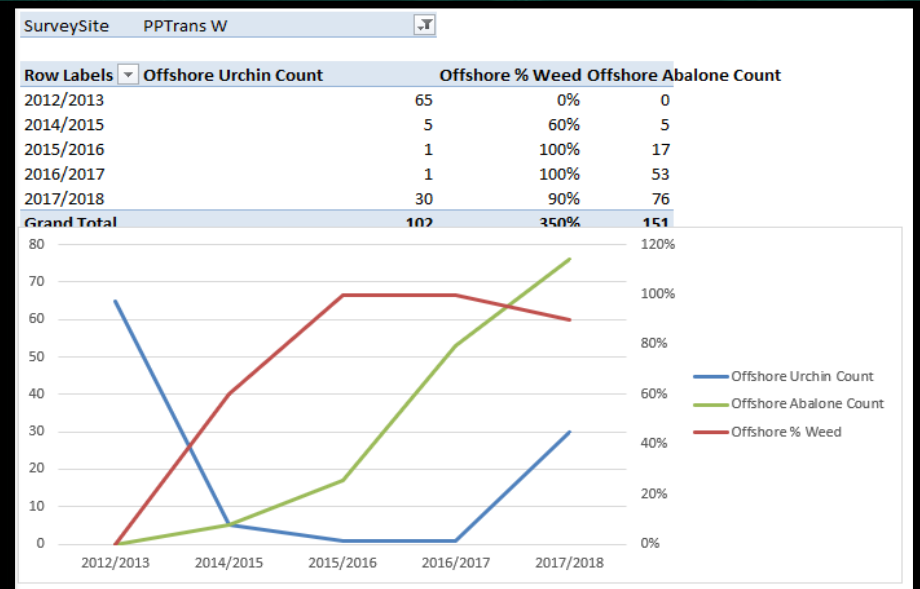 SurveySite PPTrans W
Row Labels Offshore Urchin Count Offshore % Weed Offshore Abalone Count
2012/2013 65 0% 0
2014/2015 5 60% 5
2015/2016 1 100% 17
2016/2017 1 100% 53
2017/2018 30 90% 76
Grand Total 102 350% 151
80 120%
70
100%
60
80%
50
40 60%
30
40%
20
20%
10
0 0%
Offshore Urchin Count
Offshore Abalone Count
Offshore % Weed
2012/2013 2014/2015 2015/2016 2016/2017 2017/2018